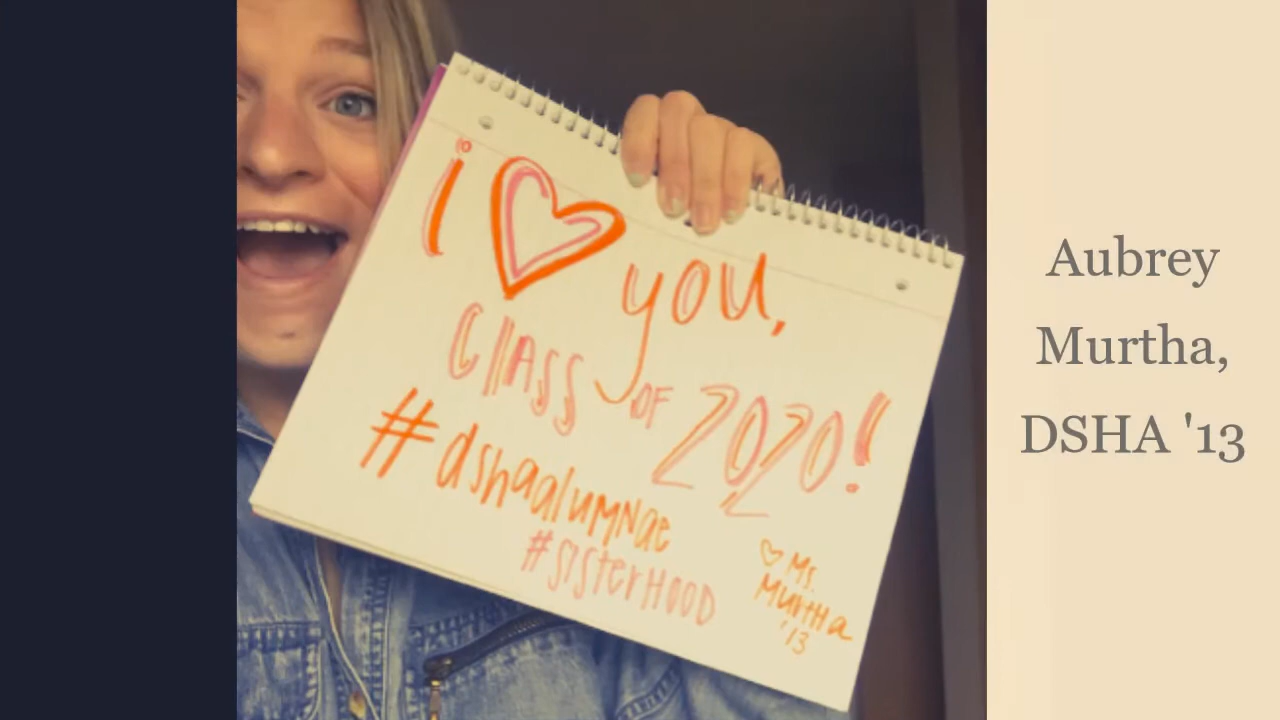 i ♡ you,
CLASS OF 2020!
#dshaalumNae
#sisterHOOD
♡ Ms.
MurtHa
'13
Aubrey
Murtha,
DSHA '13